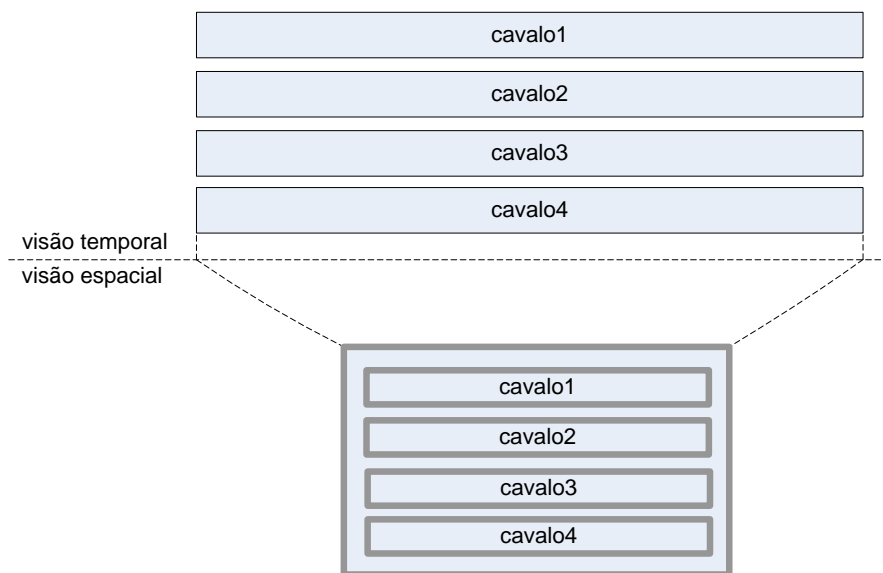 cavalo1
cavalo2
cavalo3
cavalo4
visão temporal
visão espacial
cavalo1
cavalo2
cavalo3
cavalo4